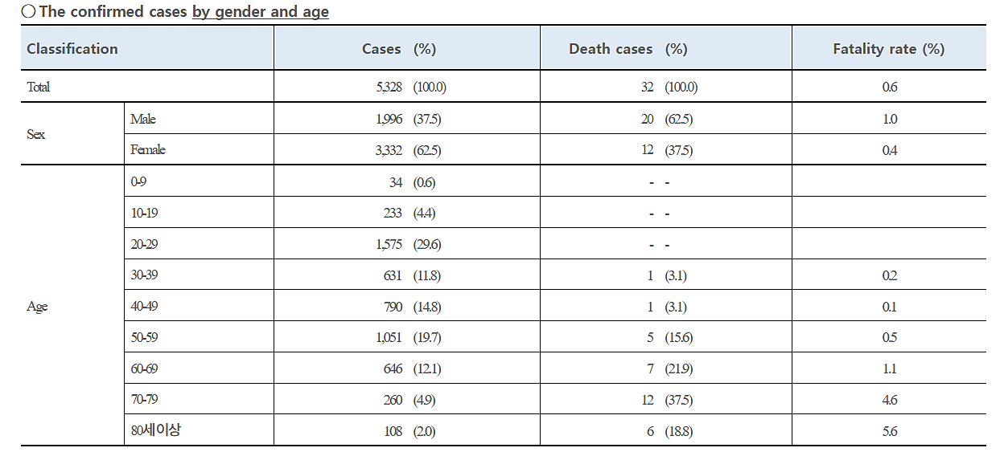 ○ The confirmed cases by gender and age
Classification Cases (%) Death cases (%) Fatality rate (%)
Total 5,328 (100.0) 32 (100.0) 0.6
Sex
Male 1,996 (37.5) 20 (62.5) 1.0
Female 3,332 (62.5) 12 (37.5) 0.4
Age
0-9 34 (0.6) - -
10-19 233 (4.4) - -
20-29 1,575 (29.6) - -
30-39 631 (11.8) 1 (3.1) 0.2
40-49 790 (14.8) 1 (3.1) 0.1
50-59 1,051 (19.7) 5 (15.6) 0.5
60-69 646 (12.1) 7 (21.9) 1.1
70-79 260 (4.9) 12 (37.5) 4.6
80세이상 108 (2.0) 6 (18.8) 5.6